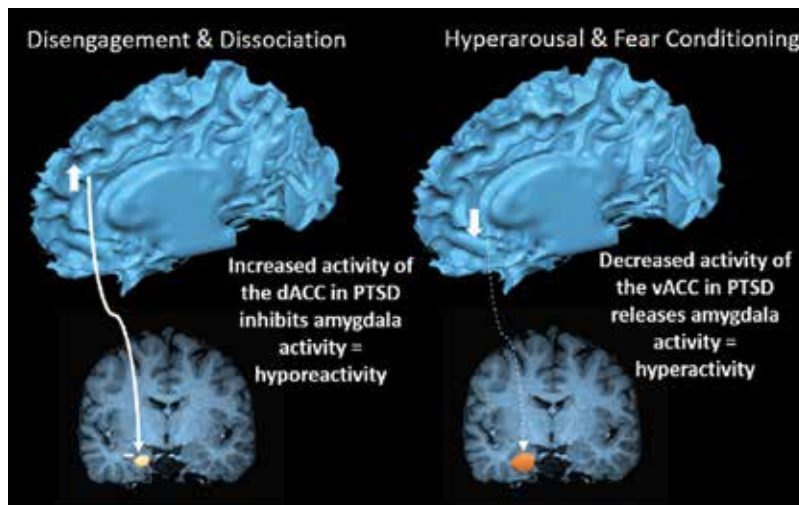 Disengagement & Dissociation
Increased activity of
the dACC in PTSD
inhibits amygdala
activity =
hyporeactivity
Hyperarousal & Fear Conditioning
Decreased activity of
the vACC in PTSD
releases amygdala
activity =
hyperactivity